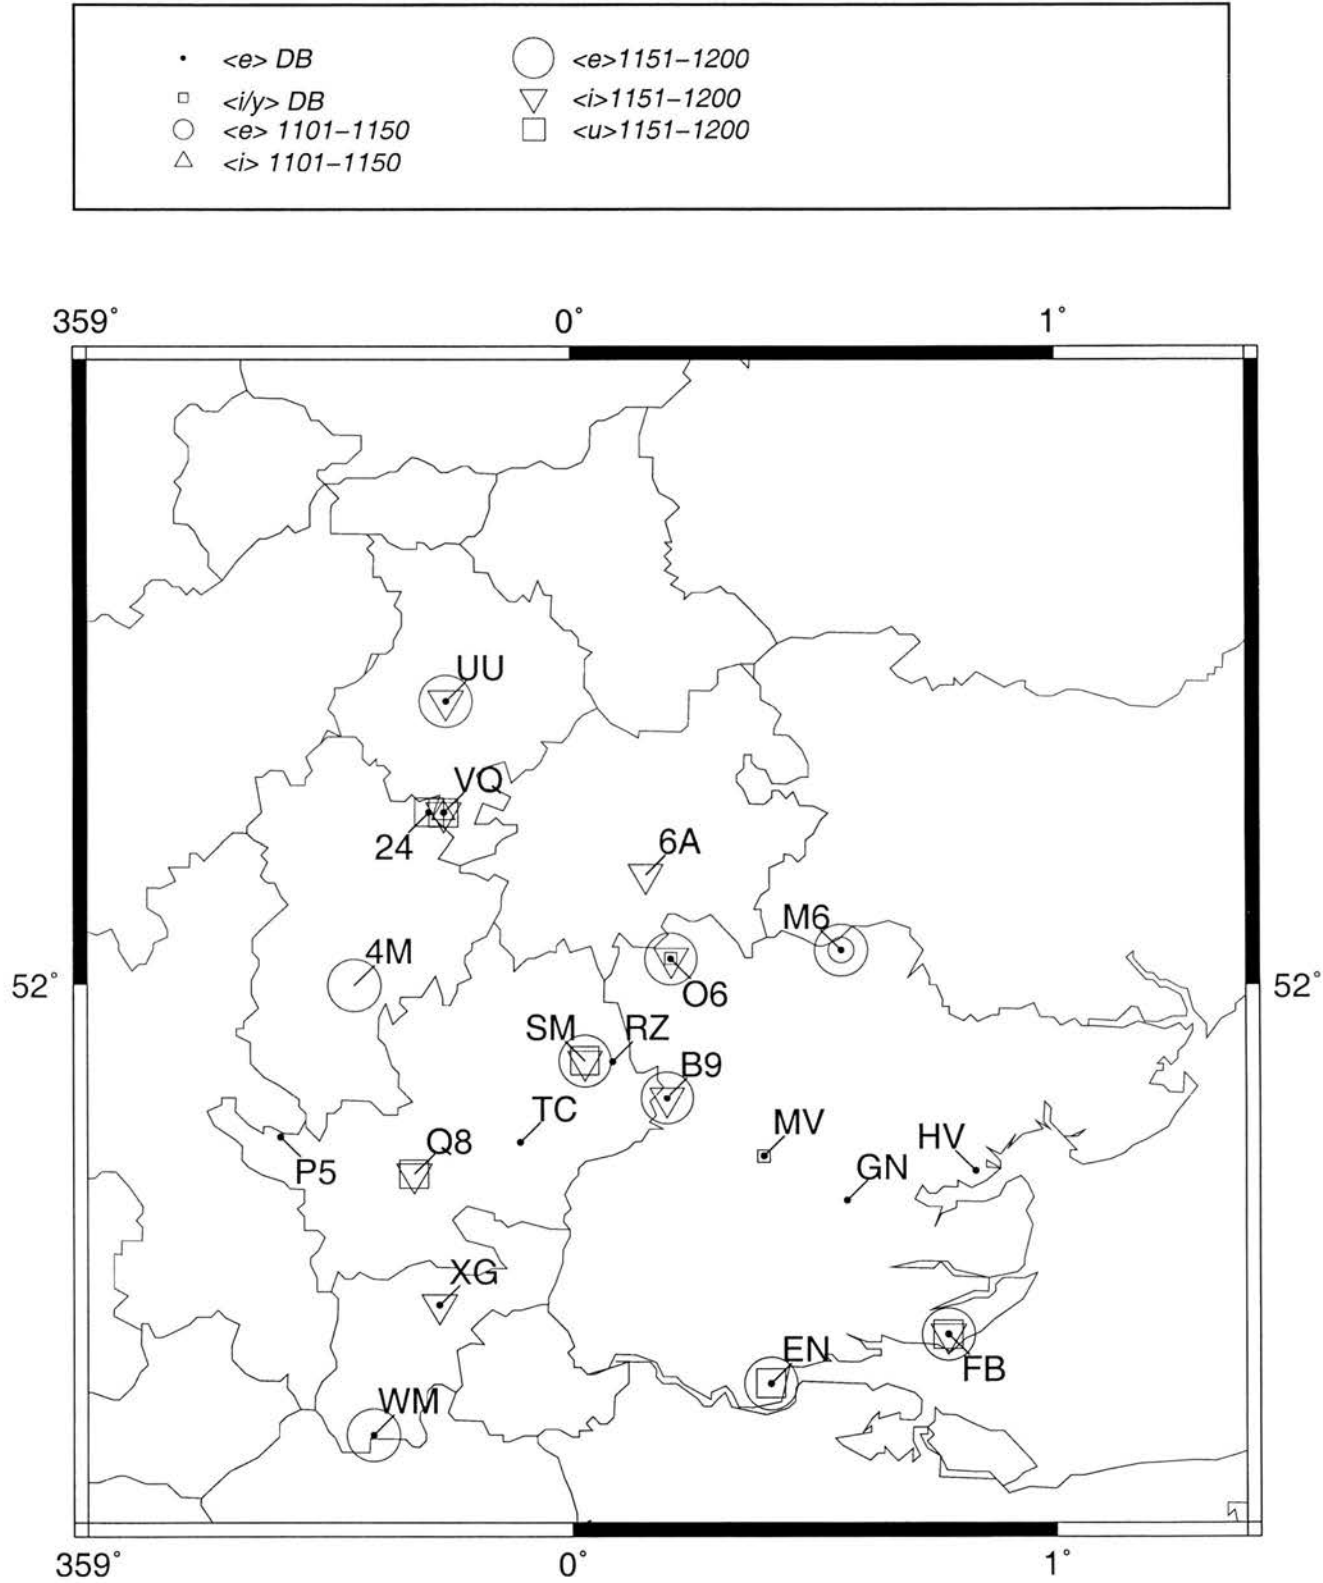 <e> DB
<i/y> DB
<e> 1101–1150
<i> 1101–1150
<e>1151–1200
<i>1151–1200
<u>1151–1200
359°
0°
1°
UU
VQ
24
6A
M6
4M
52°
52°
O6
SM
RZ
B9
TC
MV
HV
Q8
P5
GN
XG
EN
FB
WM
359°
0°
1°